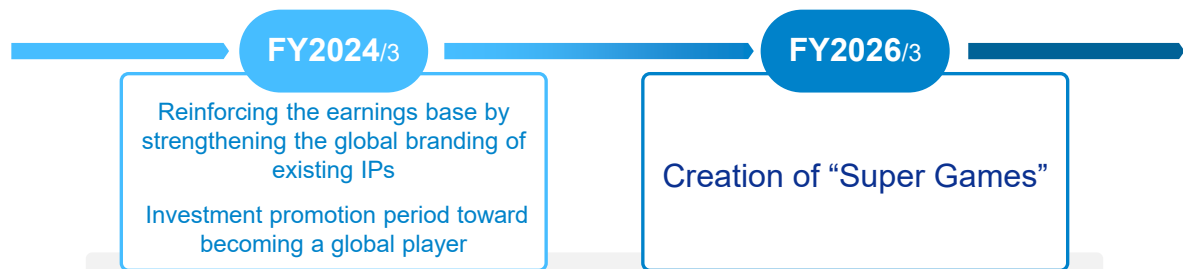 FY2024/3
Reinforcing the earnings base by
strengthening the global branding of
existing IPs
Investment promotion period toward
becoming a global player
FY2026/3
Creation of “Super Games”